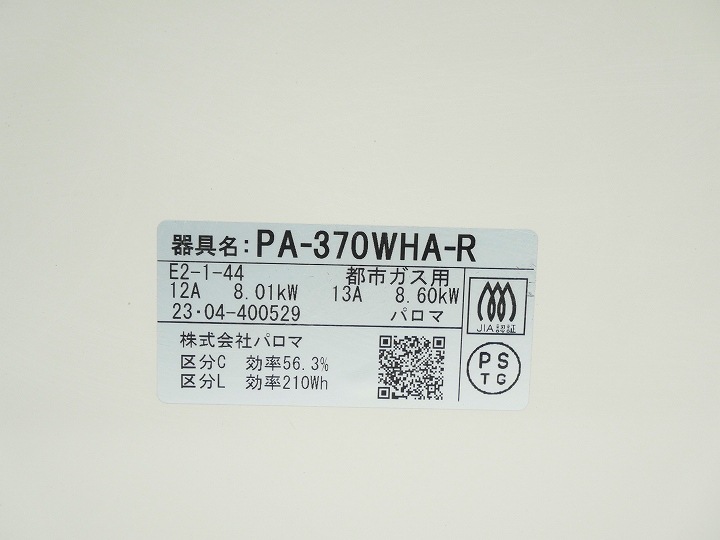 器具名：PA-370WHA-R
E2-1-44 都市ガス用
12A 8.01kW 13A 8.60kW
23・04-400529 パロマ
JIA認証
株式会社パロマ
区分C 効率56.3%
区分L 効率210Wh
PS
TG